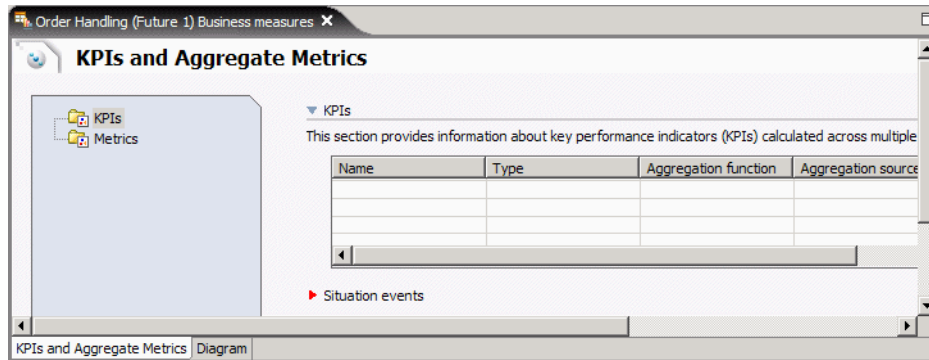 Order Handling (Future 1) Business measures
KPIs and Aggregate Metrics
KPIs
Metrics
KPIs
This section provides information about key performance indicators (KPIs) calculated across multiple
Name Type Aggregation function Aggregation source
Situation events
KPIs and Aggregate Metrics Diagram